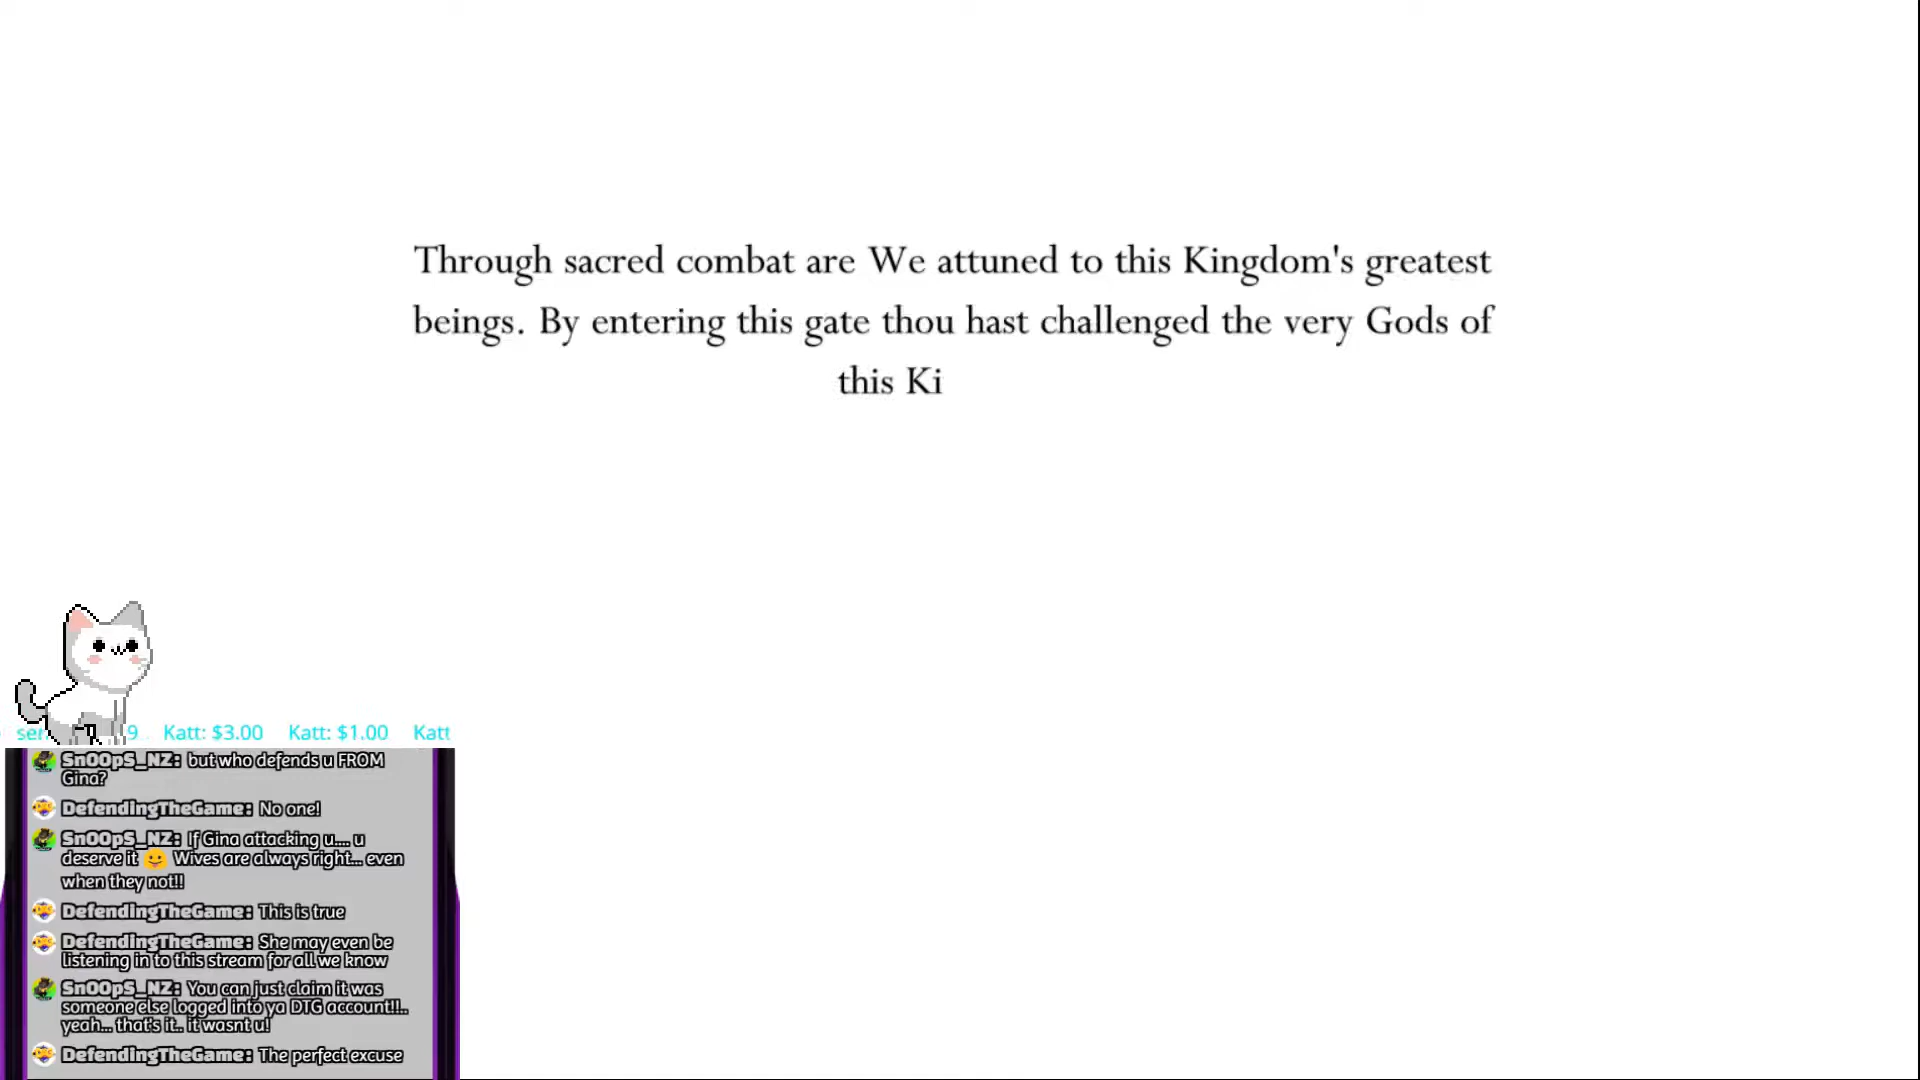 Through sacred combat are We attuned to this Kingdom's greatest
beings. By entering this gate thou hast challenged the very Gods of
this Ki
9 Katt: $3.00 Katt: $1.00 Katt
Sn0OpS_NZ: but who defends u FROM
Gina?
DefendingTheGame: No one!
Sn0OpS_NZ: If Gina attacking u.... u
deserve it 😛 Wives are always right... even
when they not!!
DefendingTheGame: This is true
DefendingTheGame: She may even be
listening in to this stream for all we know
Sn0OpS_NZ: You can just claim it was
someone else logged into ya DTG account!!..
yeah... that's it.. it wasnt u!
DefendingTheGame: The perfect excuse